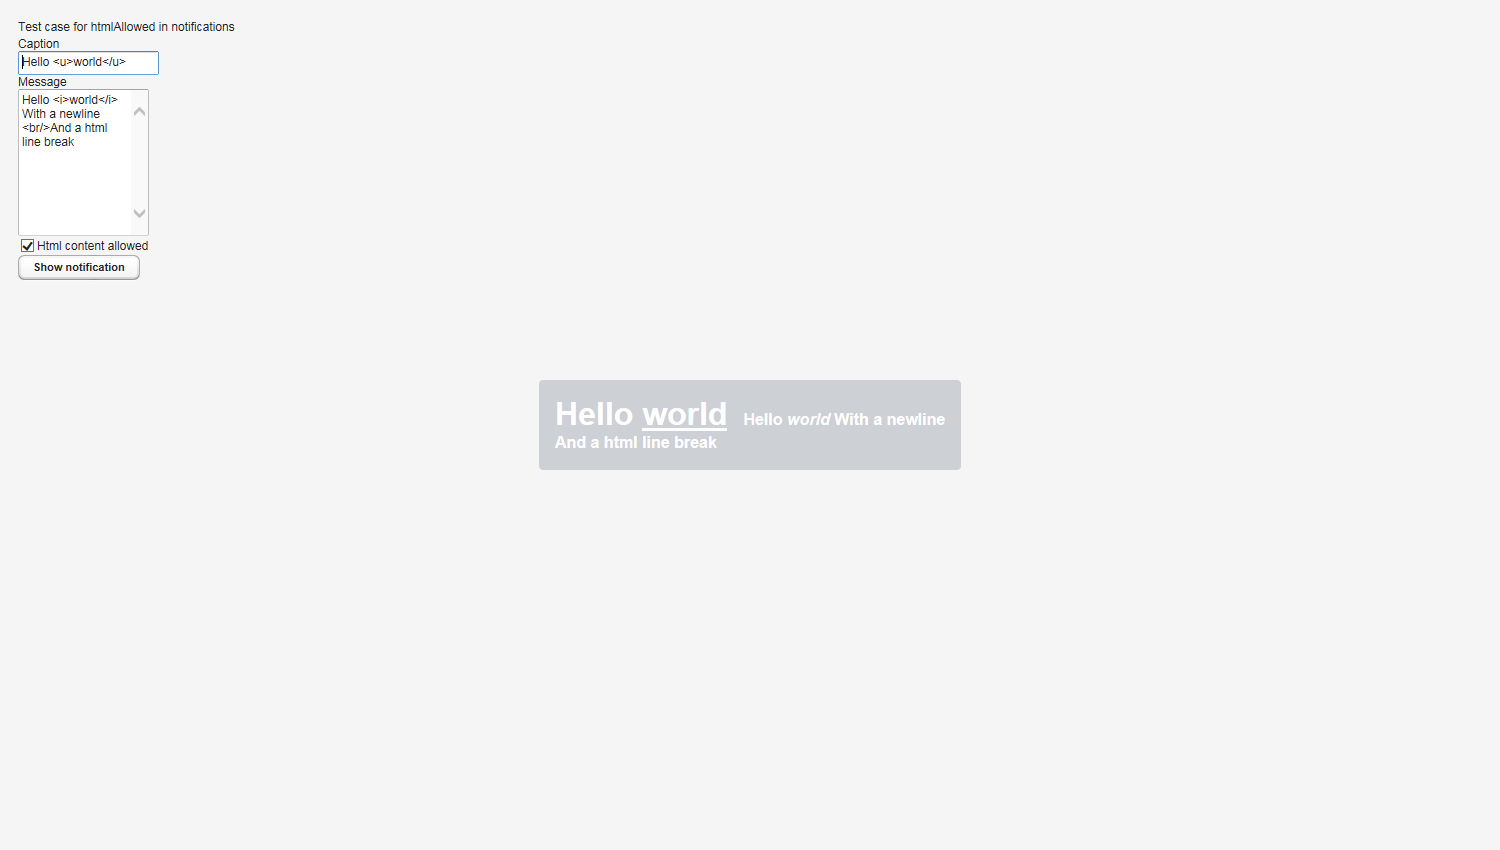 Test case for htmlAllowed in notifications
Caption
Hello <u>world</u>
Message
Hello <i>world</i>
With a newline
<br/>And a html
line break
Html content allowed
Show notification
Hello world Hello world With a newline
And a html line break